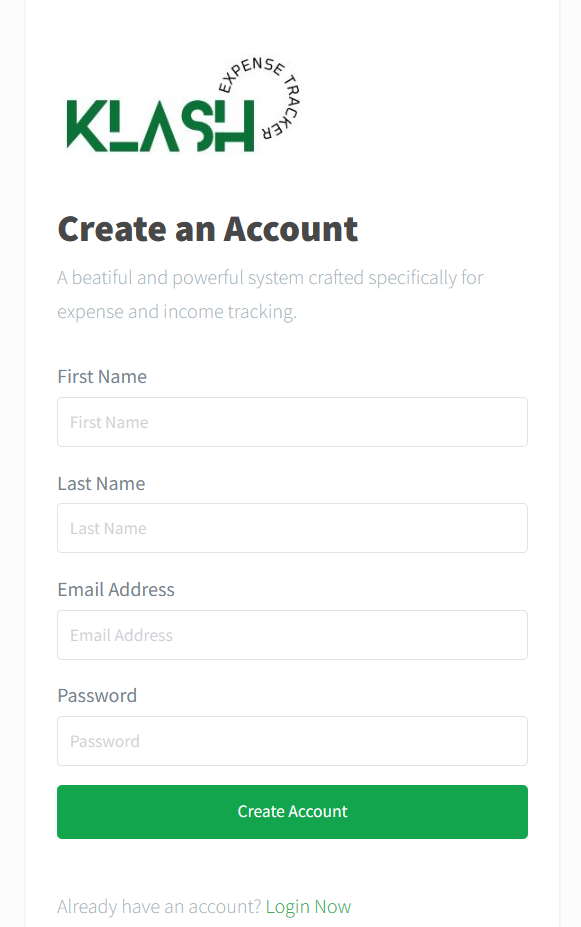 KLASH
EXPENSE TRACKER
Create an Account
A beatiful and powerful system crafted specifically for
expense and income tracking.
First Name
First Name
Last Name
Last Name
Email Address
Email Address
Password
Password
Create Account
Already have an account? Login Now